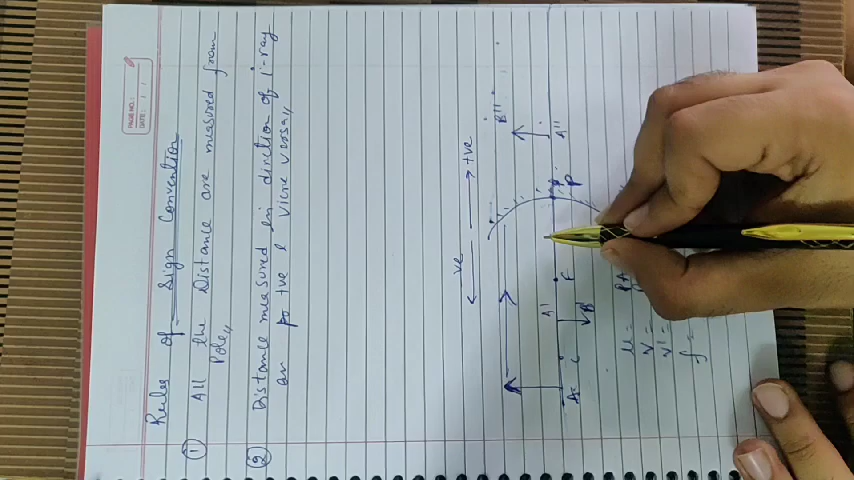 PAGE NO.:
DATE: / /
Rules of Sign Convention
① All the Distance are measured from
Pole,,
② Distance measured in direction of i-ray
are +ve & vicve versa,,
ve +ve
B"
A' A"
A C F P
B'
u =
v =
v' =
f =